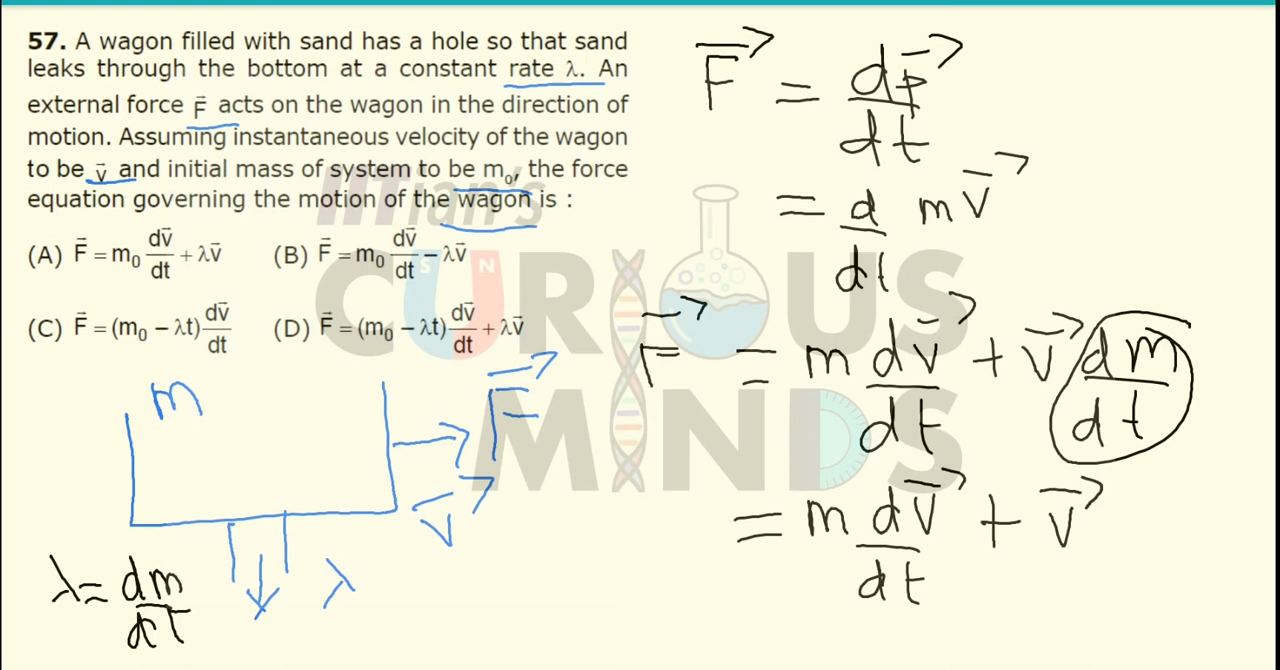 57. A wagon filled with sand has a hole so that sand
leaks through the bottom at a constant rate λ. An
external force F⃗ acts on the wagon in the direction of
motion. Assuming instantaneous velocity of the wagon
to be v⃗ and initial mass of system to be m₀, the force
equation governing the motion of the wagon is :
(A) F⃗ = m₀ dv⃗/dt + λv⃗ (B) F⃗ = m₀ dv⃗/dt − λv⃗
(C) F⃗ = (m₀ − λt) dv⃗/dt (D) F⃗ = (m₀ − λt) dv⃗/dt + λv⃗
m
F⃗
v⃗
λ
λ = dm/dt
F⃗ = dp⃗/dt
= d/dt mv⃗
F⃗ = m dv⃗/dt + v⃗ dm/dt
= m dv⃗/dt + v⃗
IITian's
CURIOUS
S N
MINDS